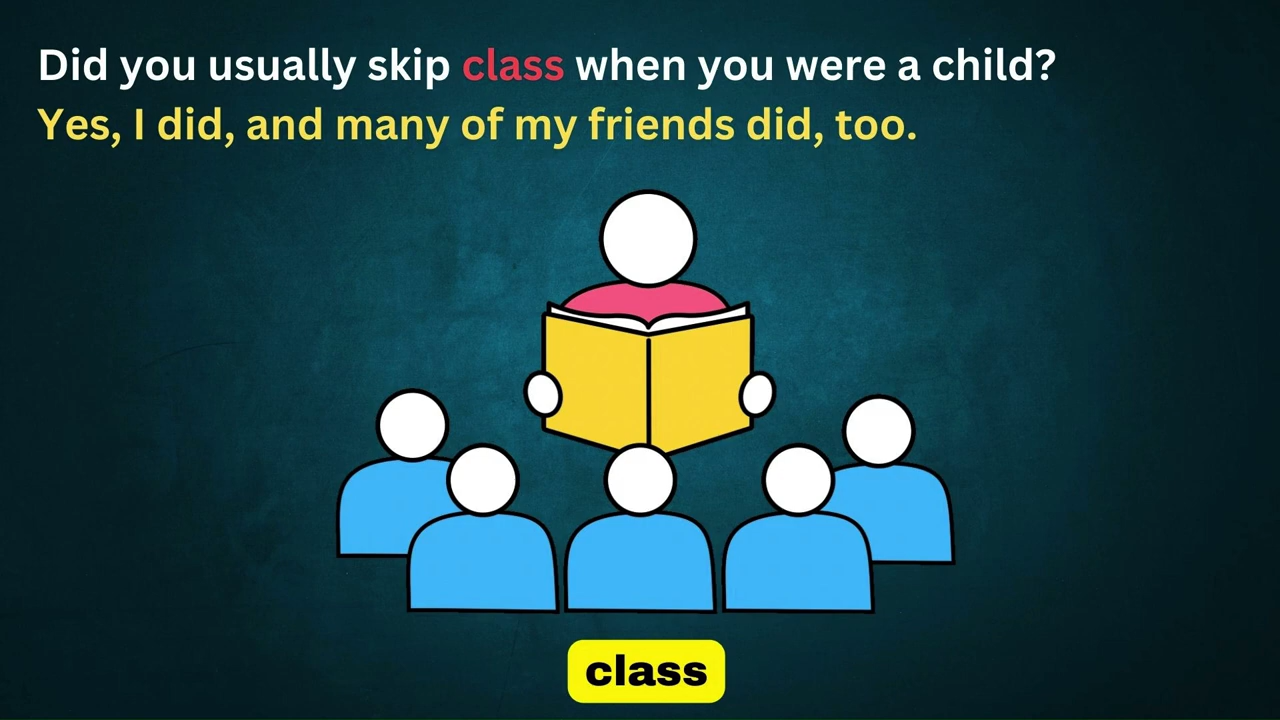 Did you usually skip class when you were a child?
Yes, I did, and many of my friends did, too.
class